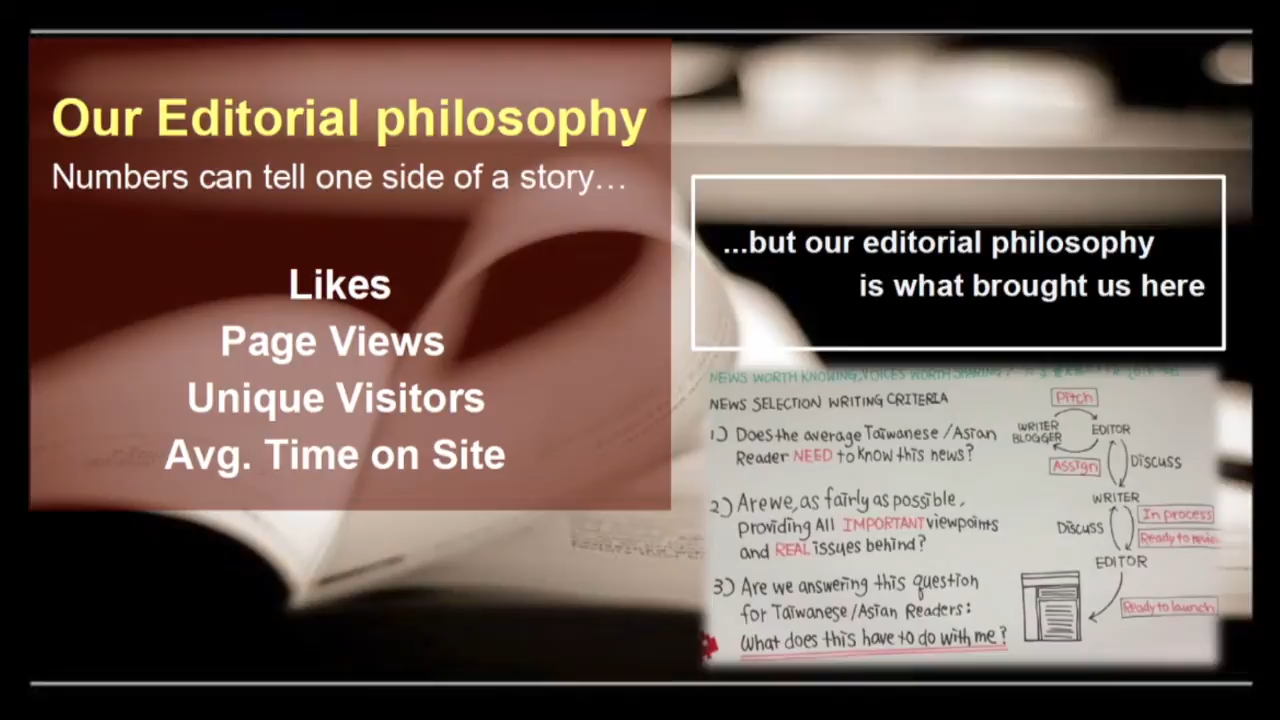 Our Editorial philosophy
Numbers can tell one side of a story…
Likes
Page Views
Unique Visitors
Avg. Time on Site
...but our editorial philosophy
is what brought us here
NEWS WORTH KNOWING, VOICES WORTH SHARING?
NEWS SELECTION WRITING CRITERIA
1) Does the average Taiwanese/Asian
Reader NEED to know this news?
2) Are we, as fairly as possible,
providing All IMPORTANT viewpoints
and REAL issues behind?
3) Are we answering this question
for Taiwanese/Asian Readers:
What does this have to do with me?
Pitch
WRITER
BLOGGER
EDITOR
Assign
Discuss
WRITER
In process
Discuss
Ready to review
EDITOR
Ready to launch